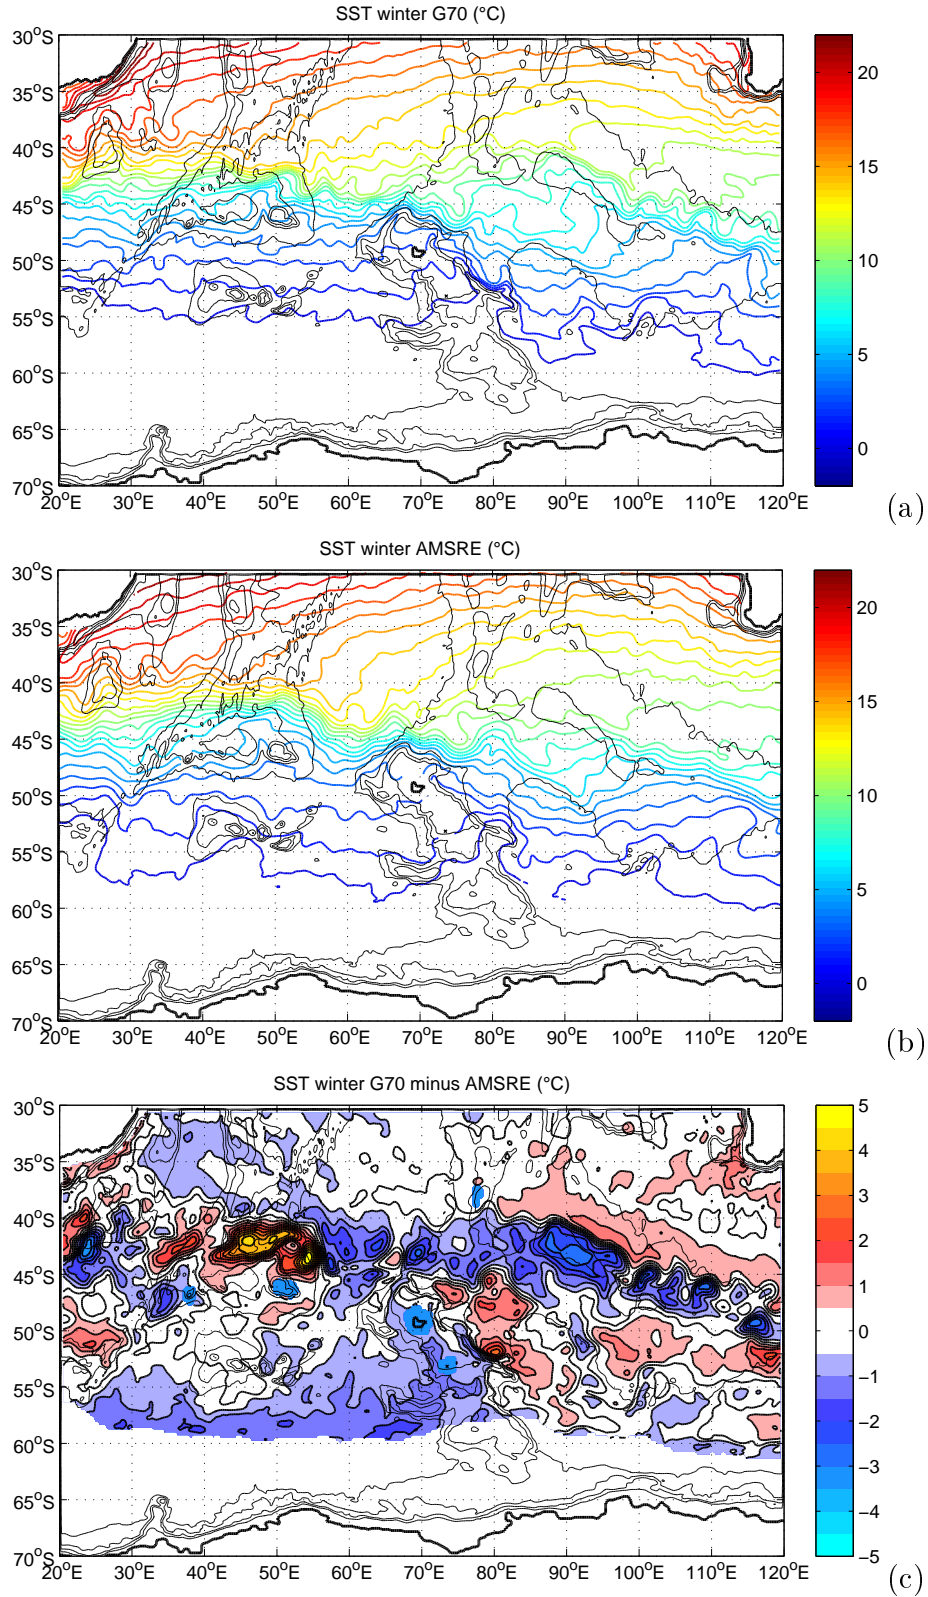 SST winter G70 (°C)
30°S
35°S
40°S
45°S
50°S
55°S
60°S
65°S
70°S
20°E 30°E 40°E 50°E 60°E 70°E 80°E 90°E 100°E 110°E 120°E
20
15
10
5
0
(a)
SST winter AMSRE (°C)
30°S
35°S
40°S
45°S
50°S
55°S
60°S
65°S
70°S
20°E 30°E 40°E 50°E 60°E 70°E 80°E 90°E 100°E 110°E 120°E
20
15
10
5
0
(b)
SST winter G70 minus AMSRE (°C)
30°S
35°S
40°S
45°S
50°S
55°S
60°S
65°S
70°S
20°E 30°E 40°E 50°E 60°E 70°E 80°E 90°E 100°E 110°E 120°E
5
4
3
2
1
0
−1
−2
−3
−4
−5
(c)